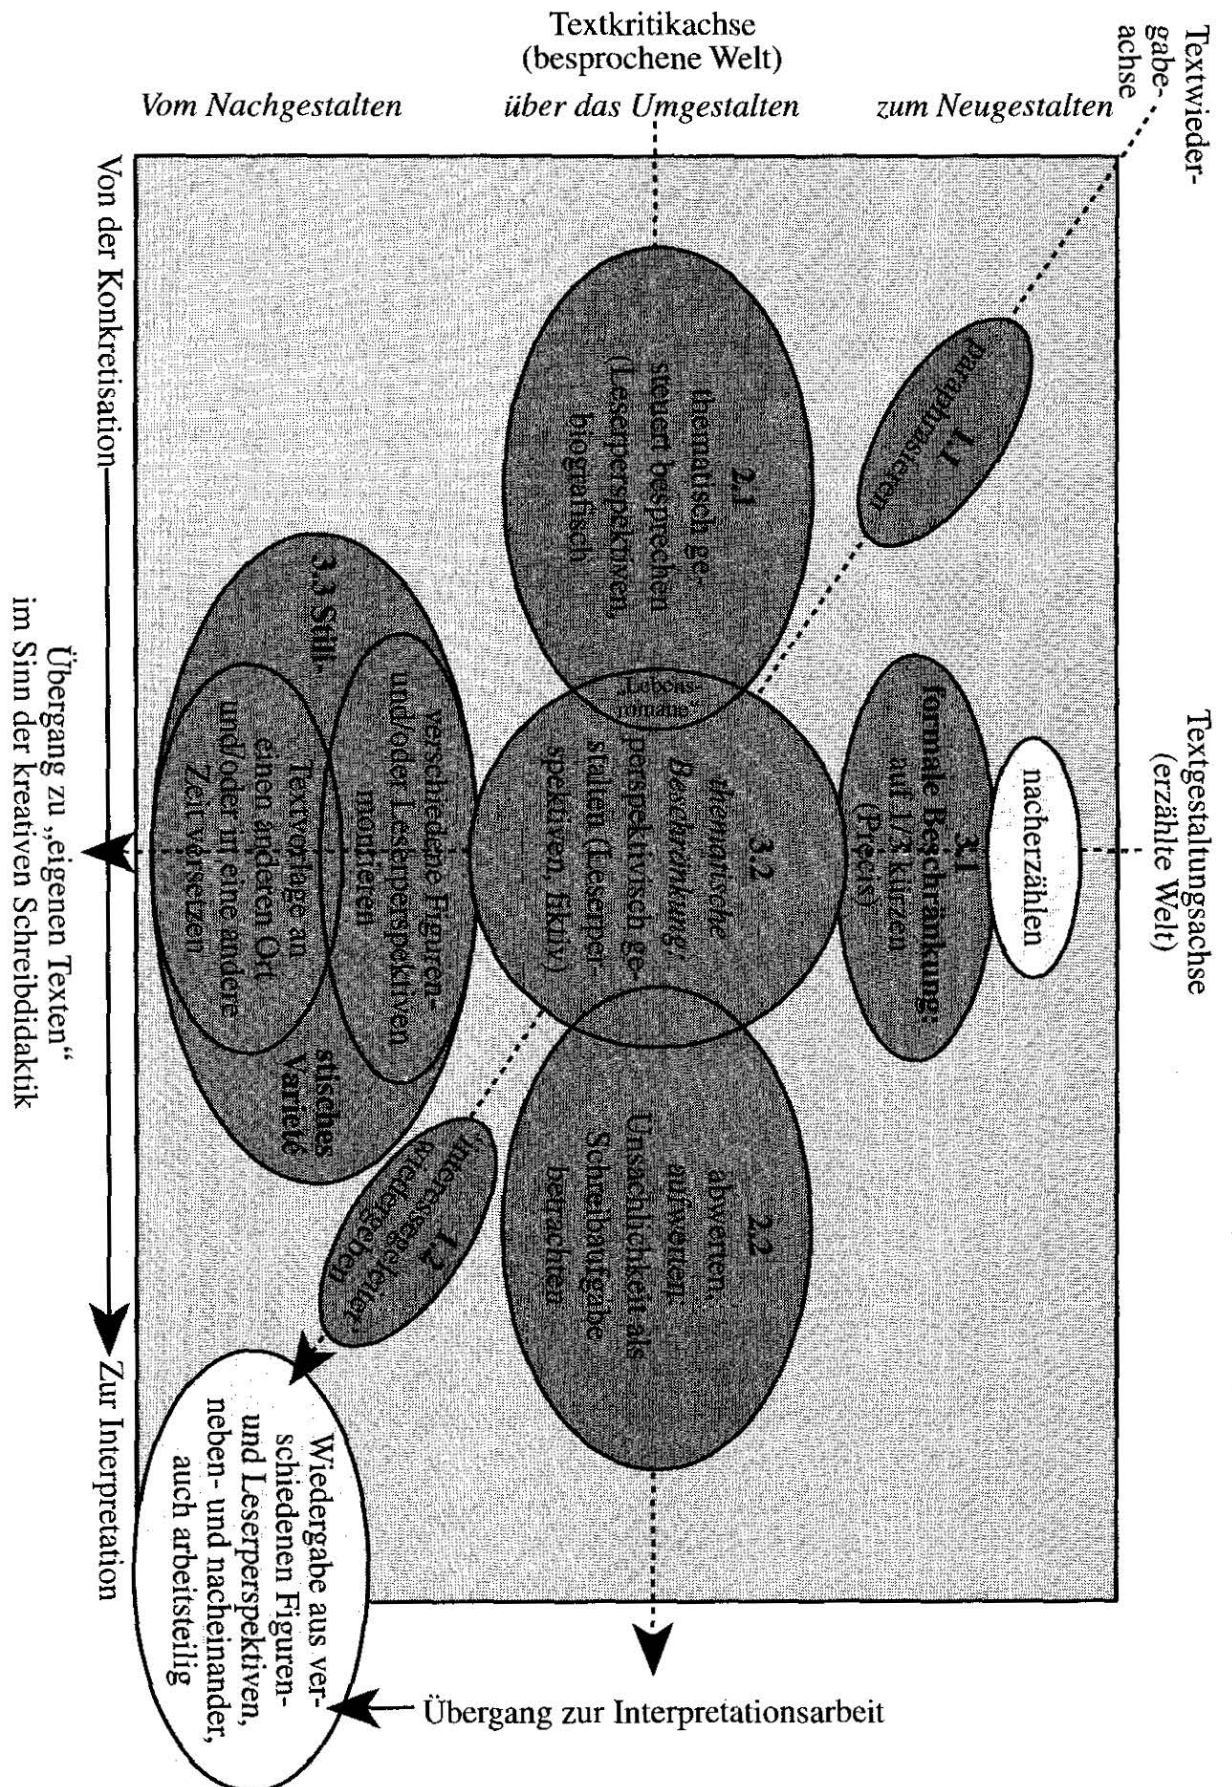 Textkritikachse
(besprochene Welt)
Vom Nachgestalten
über das Umgestalten
zum Neugestalten
Textwieder-
gabe-
achse
Textgestaltungsachse
(erzählte Welt)
1.1
paraphrasieren
nacherzählen
3.1
formale Beschränkung:
auf 1/3 kürzen
(Precis)
2.1
thematisch ge-
steuert besprechen
(Leserperspektiven,
biografisch
„Lebens-
romane“
3.2
thematische
Beschränkung:
perspektivisch ge-
stalten (Leserper-
spektiven, fiktiv)
2.2
abwerten,
aufwerten:
Unsachlichkeit als
Schreibaufgabe
betrachten
3.3 Stili-
stisches
Varieté
verschiedene Figuren-
und/oder Leserperspektiven
montieren
Textvorlage an
einen anderen Ort
und/oder in eine andere
Zeit versetzen
1.2
wiedergeben
Wiedergabe aus ver-
schiedenen Figuren-
und Leserperspektiven,
neben- und nacheinander,
auch arbeitsteilig
Von der Konkretisation
Zur Interpretation
Übergang zu „eigenen Texten“
im Sinn der kreativen Schreibdidaktik
Übergang zur Interpretationsarbeit